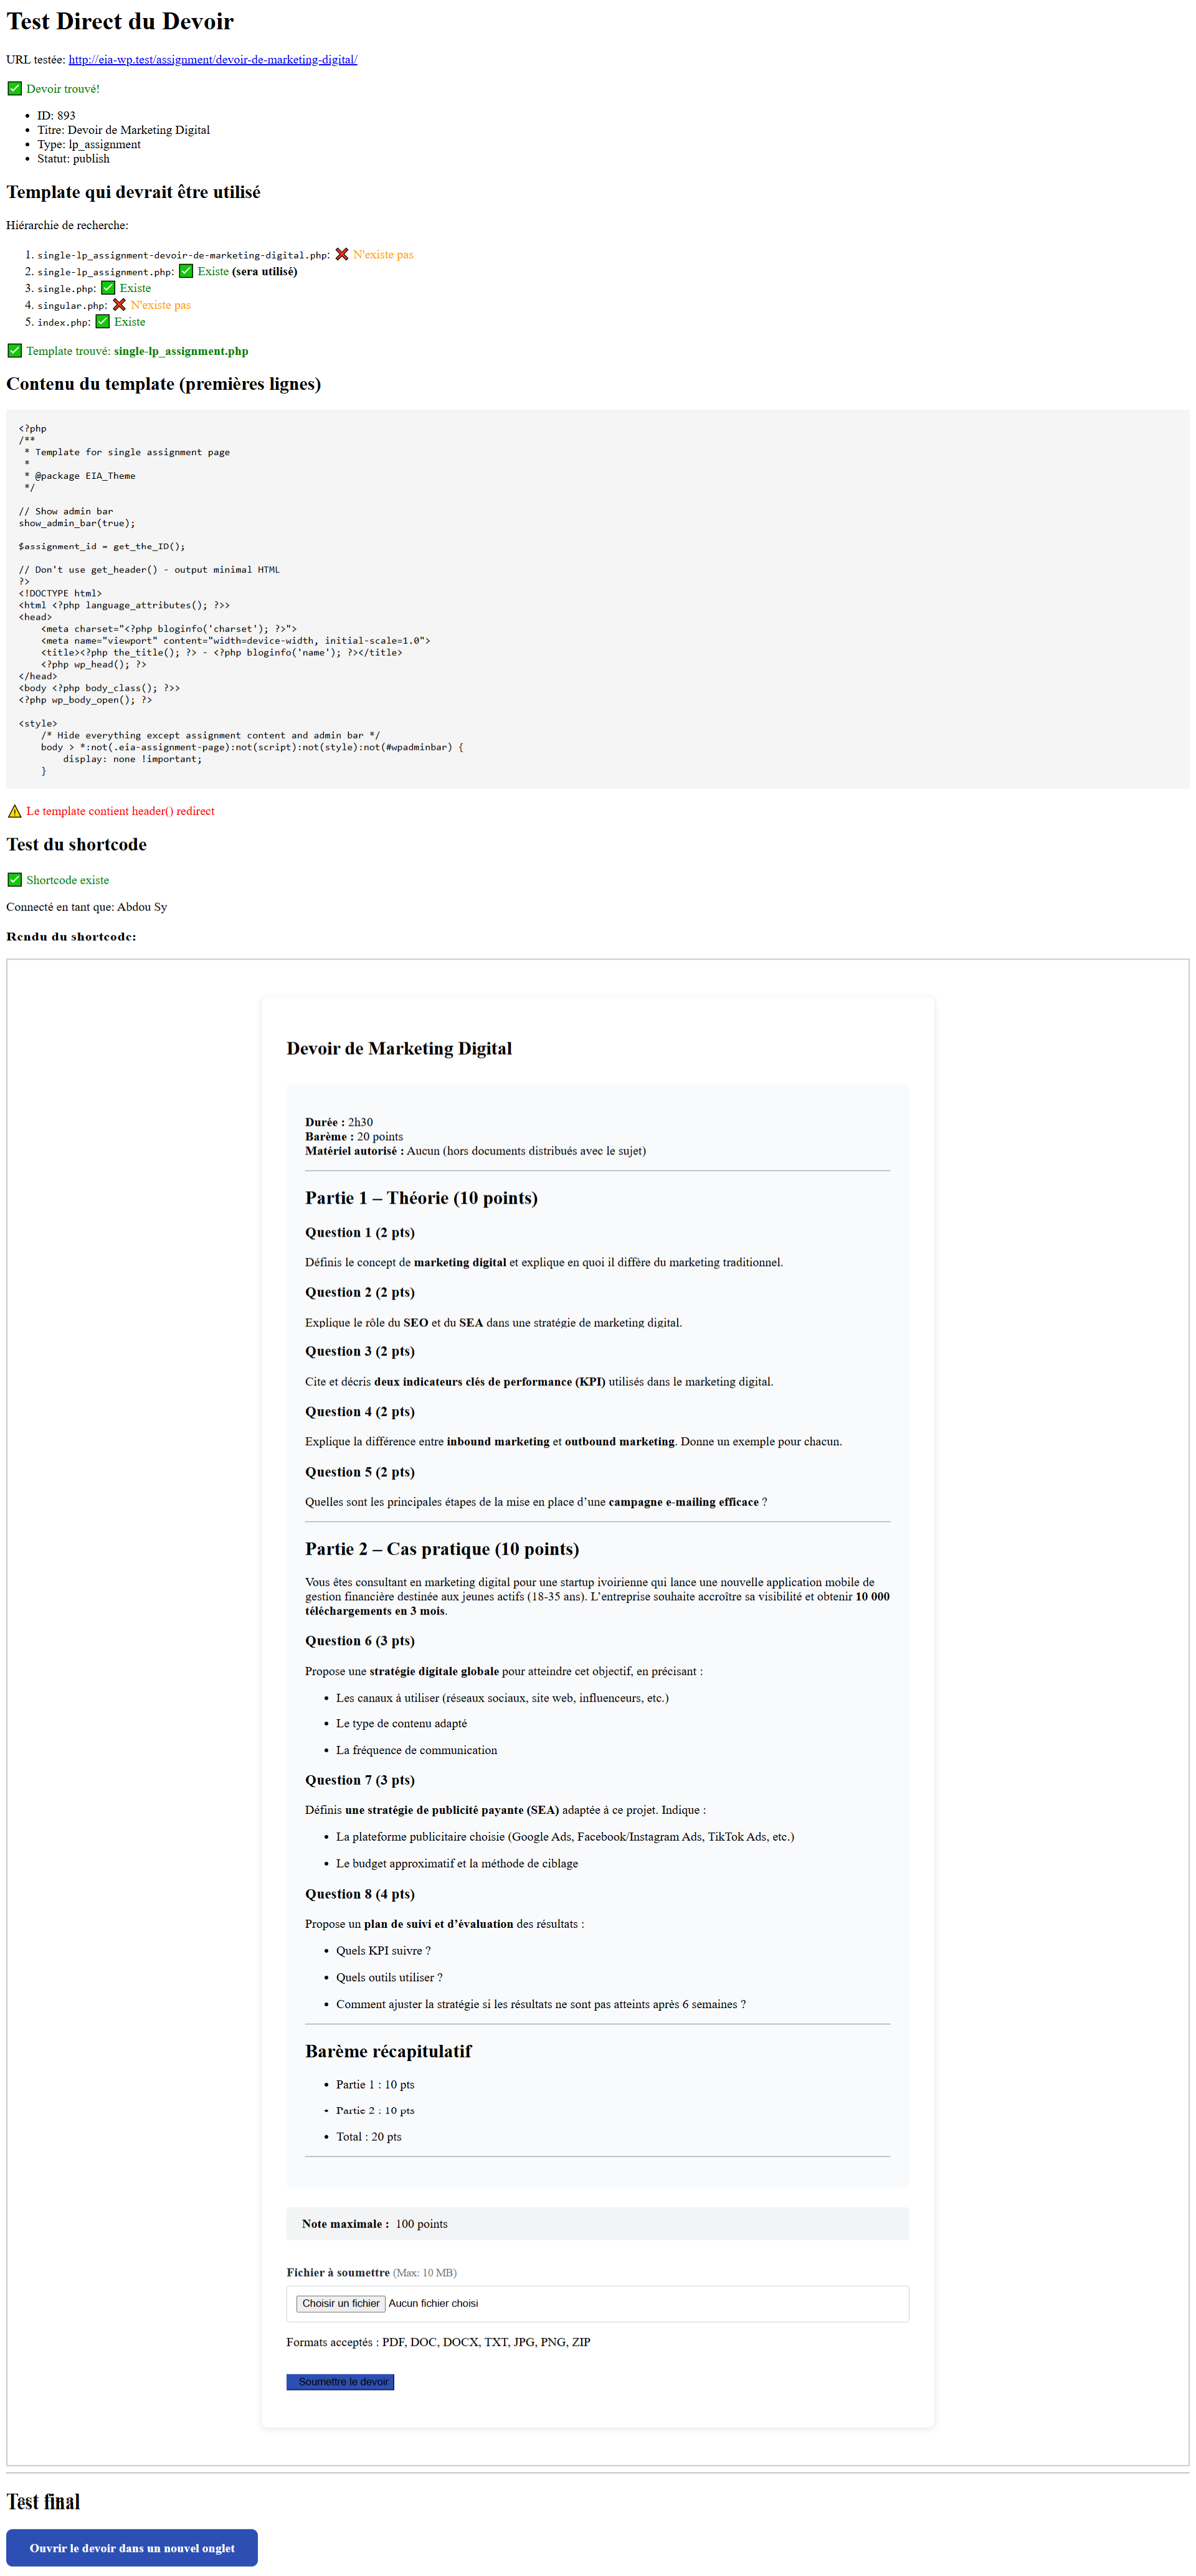 Test Direct du Devoir
URL testée: http://eia-wp.test/assignment/devoir-de-marketing-digital/
✅ Devoir trouvé!
• ID: 893
• Titre: Devoir de Marketing Digital
• Type: lp_assignment
• Statut: publish
Template qui devrait être utilisé
Hiérarchie de recherche:
1. single-lp_assignment-devoir-de-marketing-digital.php: ❌ N'existe pas
2. single-lp_assignment.php: ✅ Existe (sera utilisé)
3. single.php: ✅ Existe
4. singular.php: ❌ N'existe pas
5. index.php: ✅ Existe
✅ Template trouvé: single-lp_assignment.php
Contenu du template (premières lignes)
<?php
/**
 * Template for single assignment page
 *
 * @package EIA_Theme
 */
// Show admin bar
show_admin_bar(true);
$assignment_id = get_the_ID();
// Don't use get_header() - output minimal HTML
?>
<!DOCTYPE html>
<html <?php language_attributes(); ?>>
<head>
    <meta charset="<?php bloginfo('charset'); ?>">
    <meta name="viewport" content="width=device-width, initial-scale=1.0">
    <title><?php the_title(); ?> - <?php bloginfo('name'); ?></title>
    <?php wp_head(); ?>
</head>
<body <?php body_class(); ?>>
<?php wp_body_open(); ?>
<style>
    /* Hide everything except assignment content and admin bar */
    body > *:not(.eia-assignment-page):not(script):not(style):not(#wpadminbar) {
        display: none !important;
    }
⚠ Le template contient header() redirect
Test du shortcode
✅ Shortcode existe
Connecté en tant que: Abdou Sy
Rendu du shortcode:
Devoir de Marketing Digital
Durée : 2h30
Barème : 20 points
Matériel autorisé : Aucun (hors documents distribués avec le sujet)
Partie 1 – Théorie (10 points)
Question 1 (2 pts)
Définis le concept de marketing digital et explique en quoi il diffère du marketing traditionnel.
Question 2 (2 pts)
Explique le rôle du SEO et du SEA dans une stratégie de marketing digital.
Question 3 (2 pts)
Cite et décris deux indicateurs clés de performance (KPI) utilisés dans le marketing digital.
Question 4 (2 pts)
Explique la différence entre inbound marketing et outbound marketing. Donne un exemple pour chacun.
Question 5 (2 pts)
Quelles sont les principales étapes de la mise en place d’une campagne e-mailing efficace ?
Partie 2 – Cas pratique (10 points)
Vous êtes consultant en marketing digital pour une startup ivoirienne qui lance une nouvelle application mobile de
gestion financière destinée aux jeunes actifs (18-35 ans). L’entreprise souhaite accroître sa visibilité et obtenir 10 000
téléchargements en 3 mois.
Question 6 (3 pts)
Propose une stratégie digitale globale pour atteindre cet objectif, en précisant :
• Les canaux à utiliser (réseaux sociaux, site web, influenceurs, etc.)
• Le type de contenu adapté
• La fréquence de communication
Question 7 (3 pts)
Définis une stratégie de publicité payante (SEA) adaptée à ce projet. Indique :
• La plateforme publicitaire choisie (Google Ads, Facebook/Instagram Ads, TikTok Ads, etc.)
• Le budget approximatif et la méthode de ciblage
Question 8 (4 pts)
Propose un plan de suivi et d’évaluation des résultats :
• Quels KPI suivre ?
• Quels outils utiliser ?
• Comment ajuster la stratégie si les résultats ne sont pas atteints après 6 semaines ?
Barème récapitulatif
• Partie 1 : 10 pts
• Partie 2 : 10 pts
• Total : 20 pts
Note maximale : 100 points
Fichier à soumettre (Max: 10 MB)
Choisir un fichier Aucun fichier choisi
Formats acceptés : PDF, DOC, DOCX, TXT, JPG, PNG, ZIP
Soumettre le devoir
Test final
Ouvrir le devoir dans un nouvel onglet